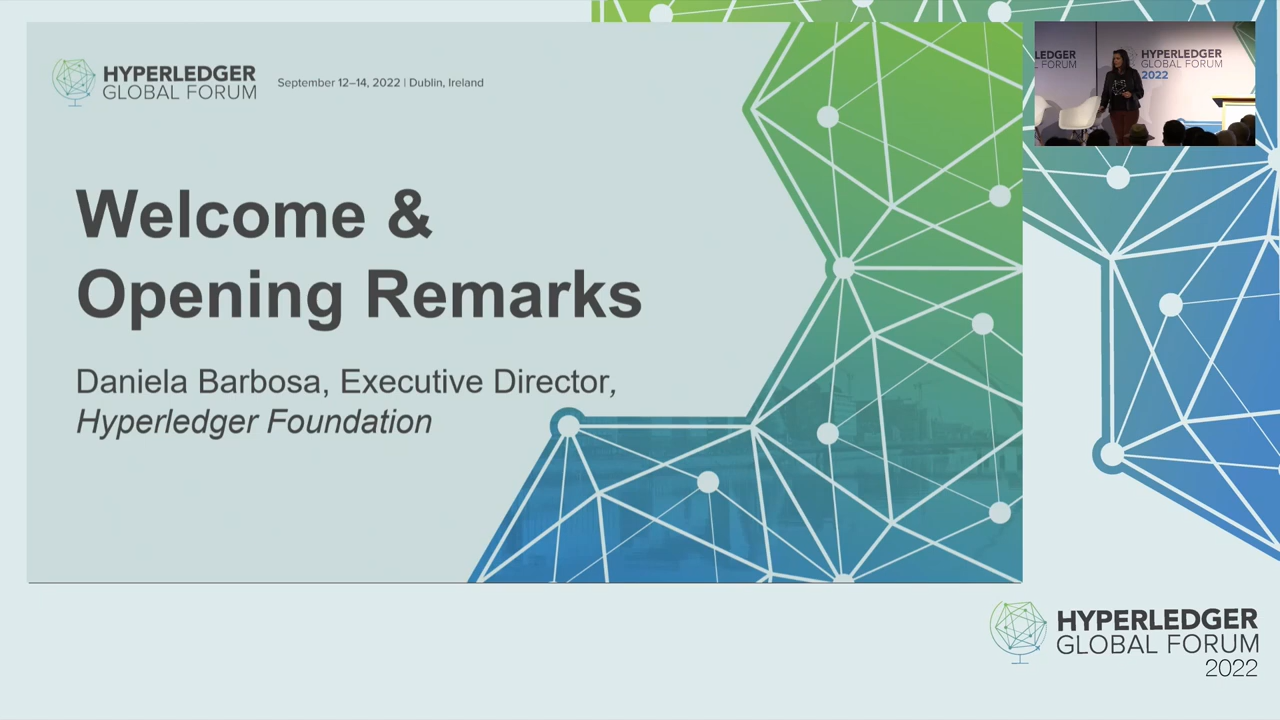 HYPERLEDGER
GLOBAL FORUM
September 12–14, 2022 | Dublin, Ireland
Welcome &
Opening Remarks
Daniela Barbosa, Executive Director,
Hyperledger Foundation
LEDGER
FORUM
HYPERLEDGER
GLOBAL FORUM
2022
HYPERLEDGER
GLOBAL FORUM
2022